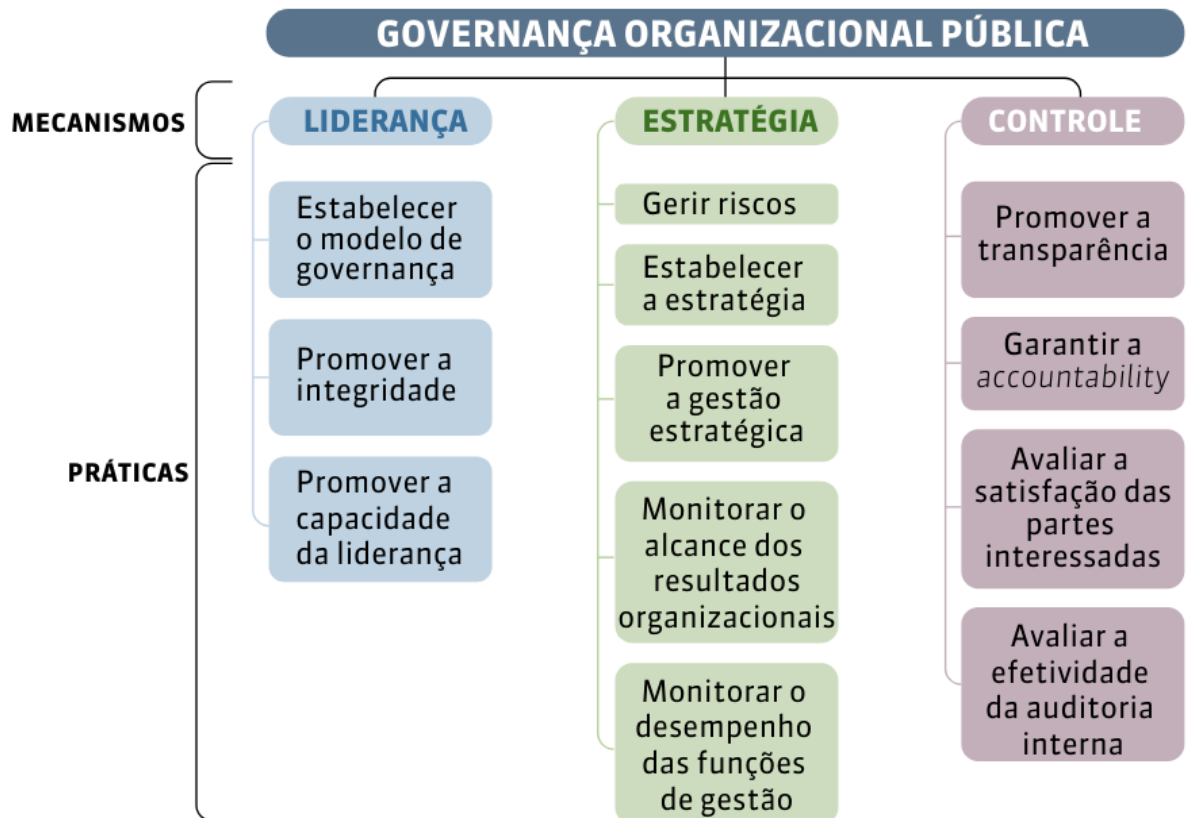 GOVERNANÇA ORGANIZACIONAL PÚBLICA
MECANISMOS
LIDERANÇA
ESTRATÉGIA
CONTROLE
PRÁTICAS
Estabelecer
o modelo de
governança
Promover a
integridade
Promover a
capacidade
da liderança
Gerir riscos
Estabelecer
a estratégia
Promover
a gestão
estratégica
Monitorar o
alcance dos
resultados
organizacionais
Monitorar o
desempenho
das funções
de gestão
Promover a
transparência
Garantir a
accountability
Avaliar a
satisfação das
partes
interessadas
Avaliar a
efetividade
da auditoria
interna